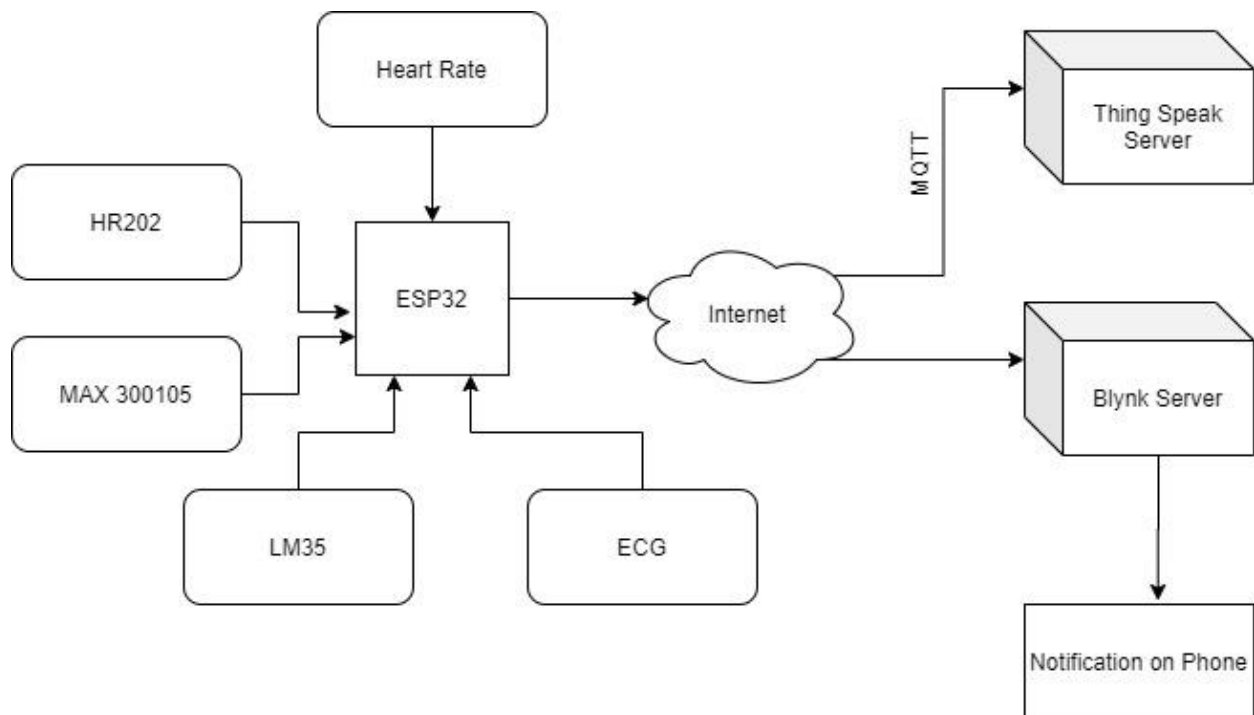 Heart Rate
Thing Speak
Server
MQTT
HR202
ESP32
Internet
MAX 300105
Blynk Server
LM35
ECG
Notification on Phone